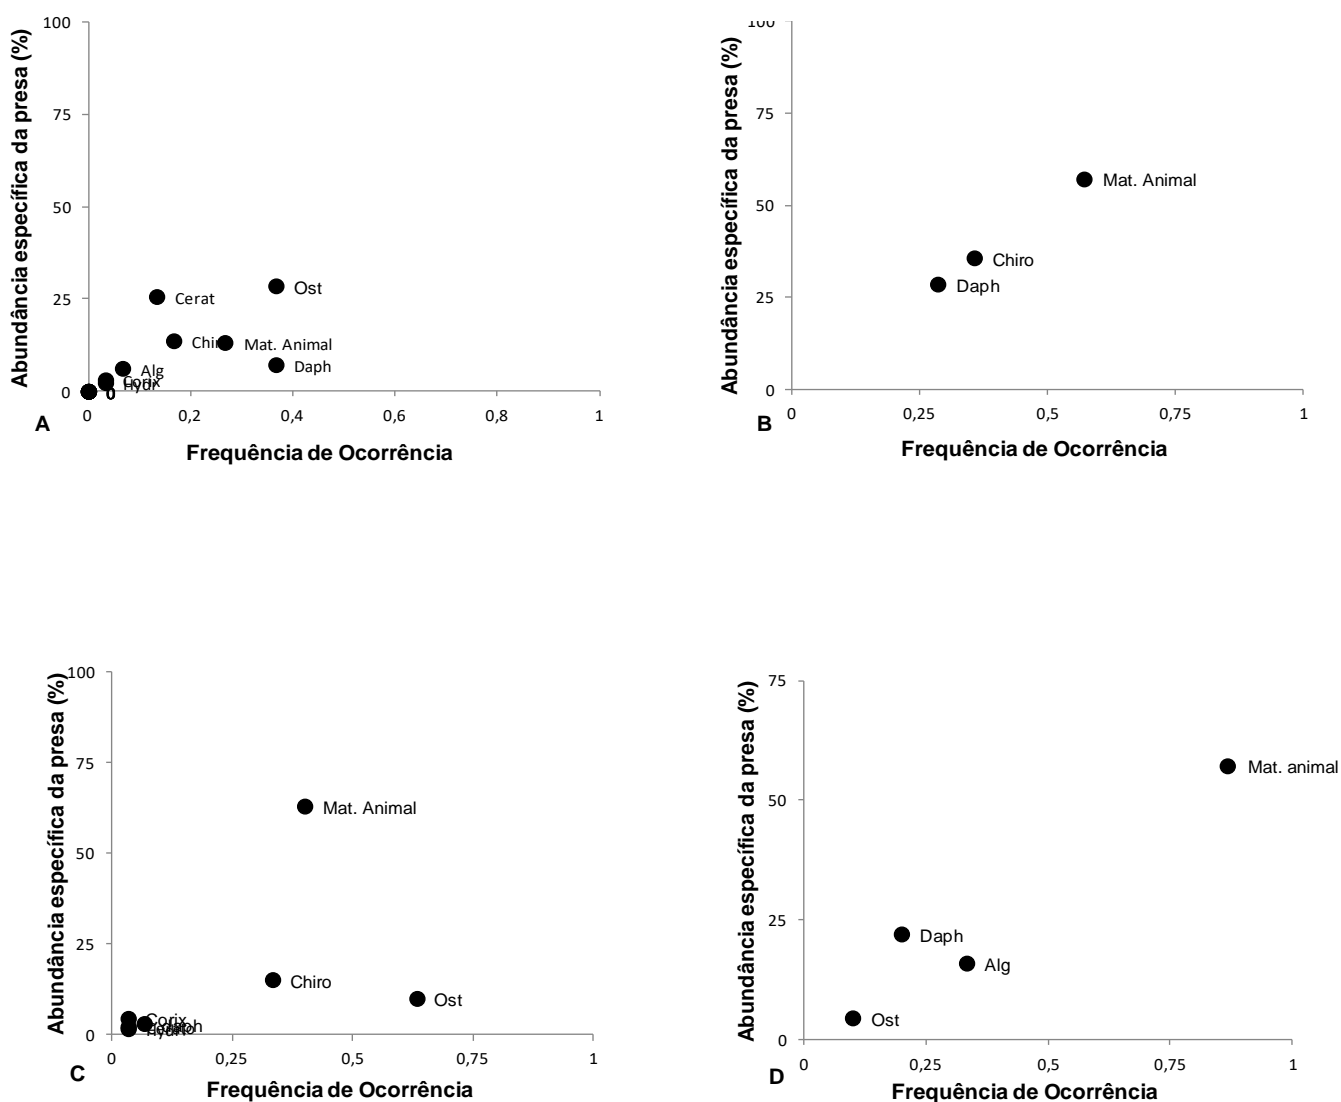 Abundância específica da presa (%)
100
75
50
25
0
Ost
Cerat
Chir
Mat. Animal
Daph
Alg
Corix
Hydr
0
0
0,2
0,4
0,6
0,8
1
A
Frequência de Ocorrência
Abundância específica da presa (%)
100
75
50
25
0
Mat. Animal
Chiro
Daph
0
0,25
0,5
0,75
1
B
Frequência de Ocorrência
Abundância específica da presa (%)
100
75
50
25
0
Mat. Animal
Chiro
Ost
Corix
0
0,25
0,5
0,75
1
C
Frequência de Ocorrência
Abundância específica da presa (%)
75
50
25
0
Mat. animal
Daph
Alg
Ost
0
0,25
0,5
0,75
1
D
Frequência de Ocorrência